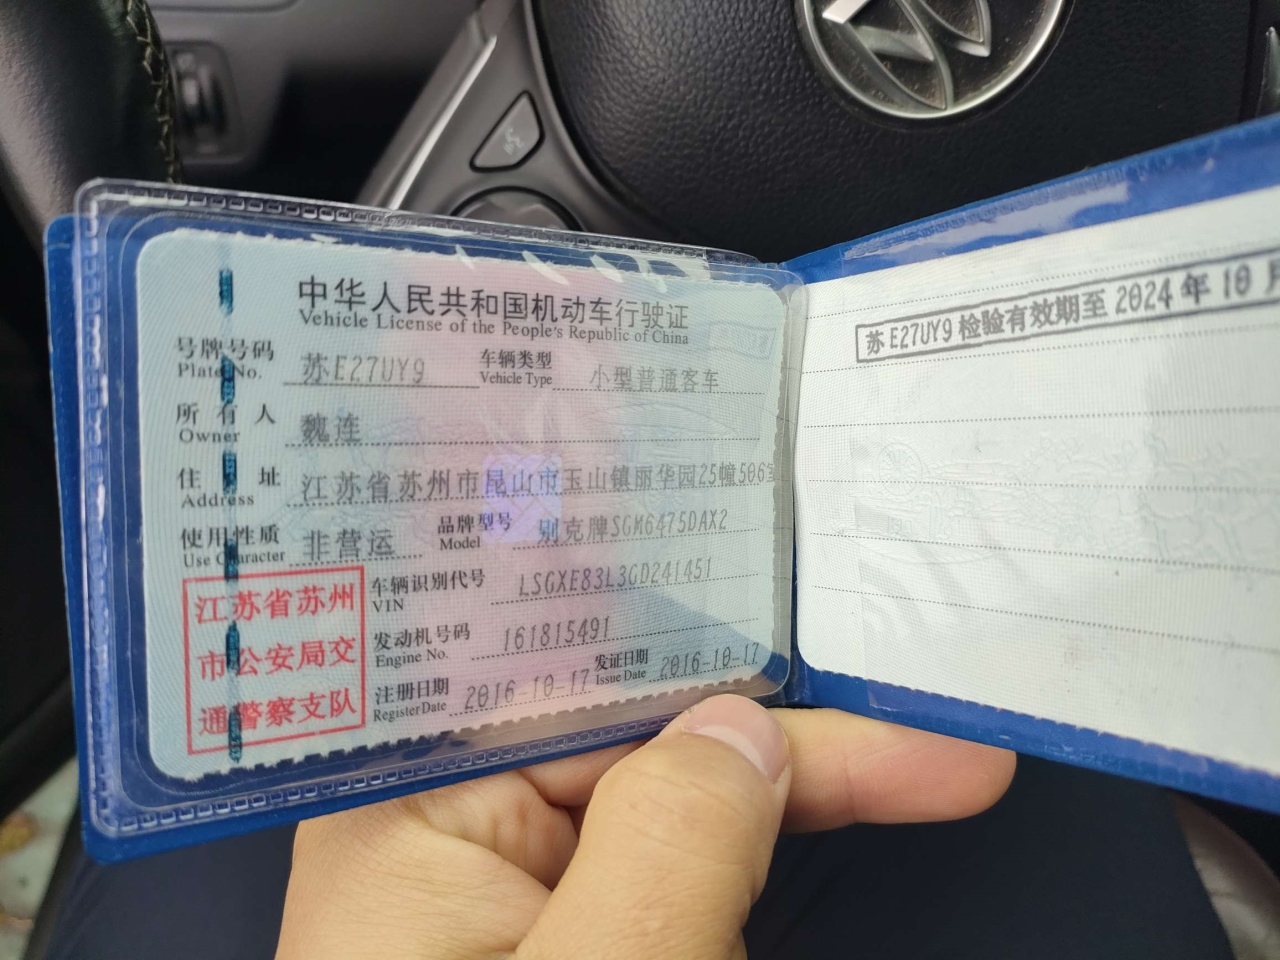 中华人民共和国机动车行驶证
Vehicle License of the People's Republic of China
号牌号码 苏E27UY9 车辆类型 小型普通客车
Plate No. Vehicle Type
所有人 魏连
Owner
住址 江苏省苏州市昆山市玉山镇丽华园25幢506室
Address
使用性质 非营运 品牌型号 别克牌SGM6475DAX2
Use Character Model
车辆识别代号 LSGXE83L3GD241451
VIN
发动机号码 161815491
Engine No.
注册日期 2016-10-17 发证日期 2016-10-17
Register Date Issue Date
江苏省苏州
市公安局交
通警察支队
苏E27UY9检验有效期至2024年10月